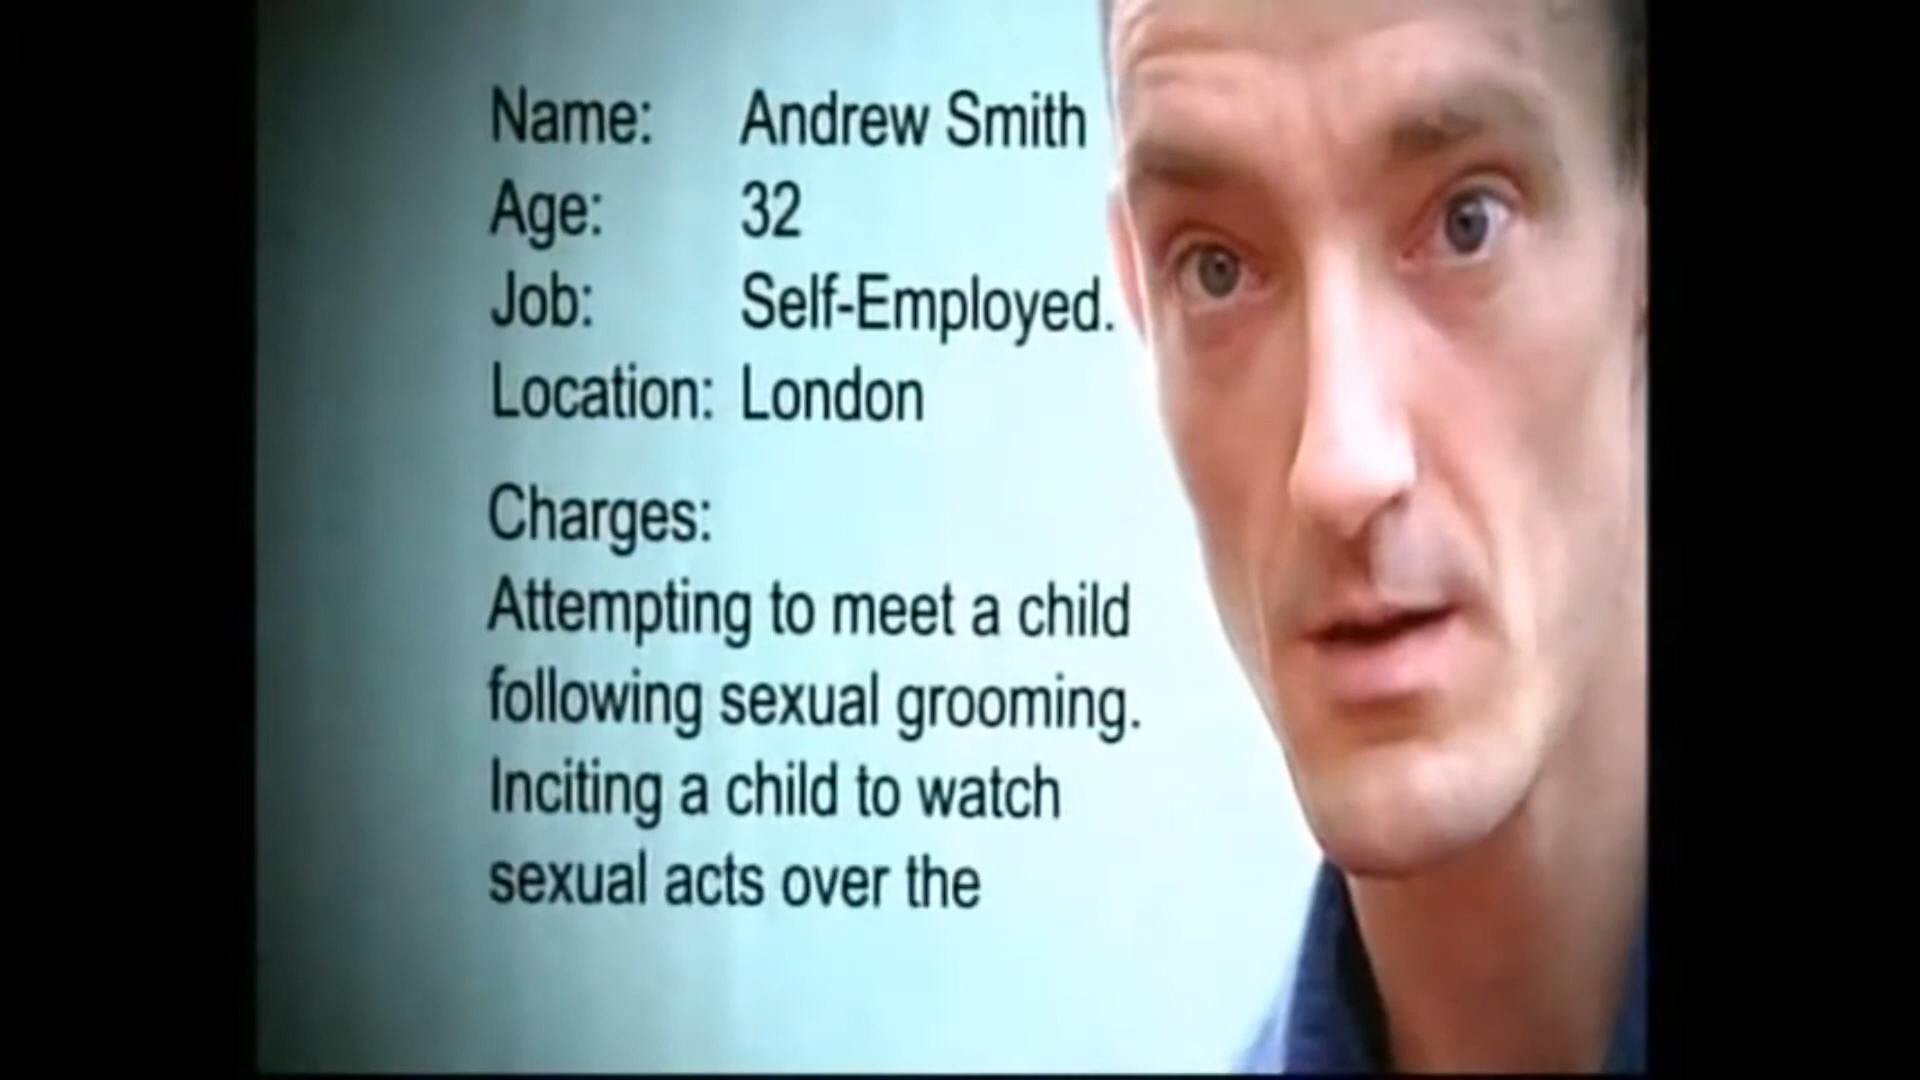 Name: Andrew Smith
Age: 32
Job: Self-Employed.
Location: London
Charges:
Attempting to meet a child
following sexual grooming.
Inciting a child to watch
sexual acts over the